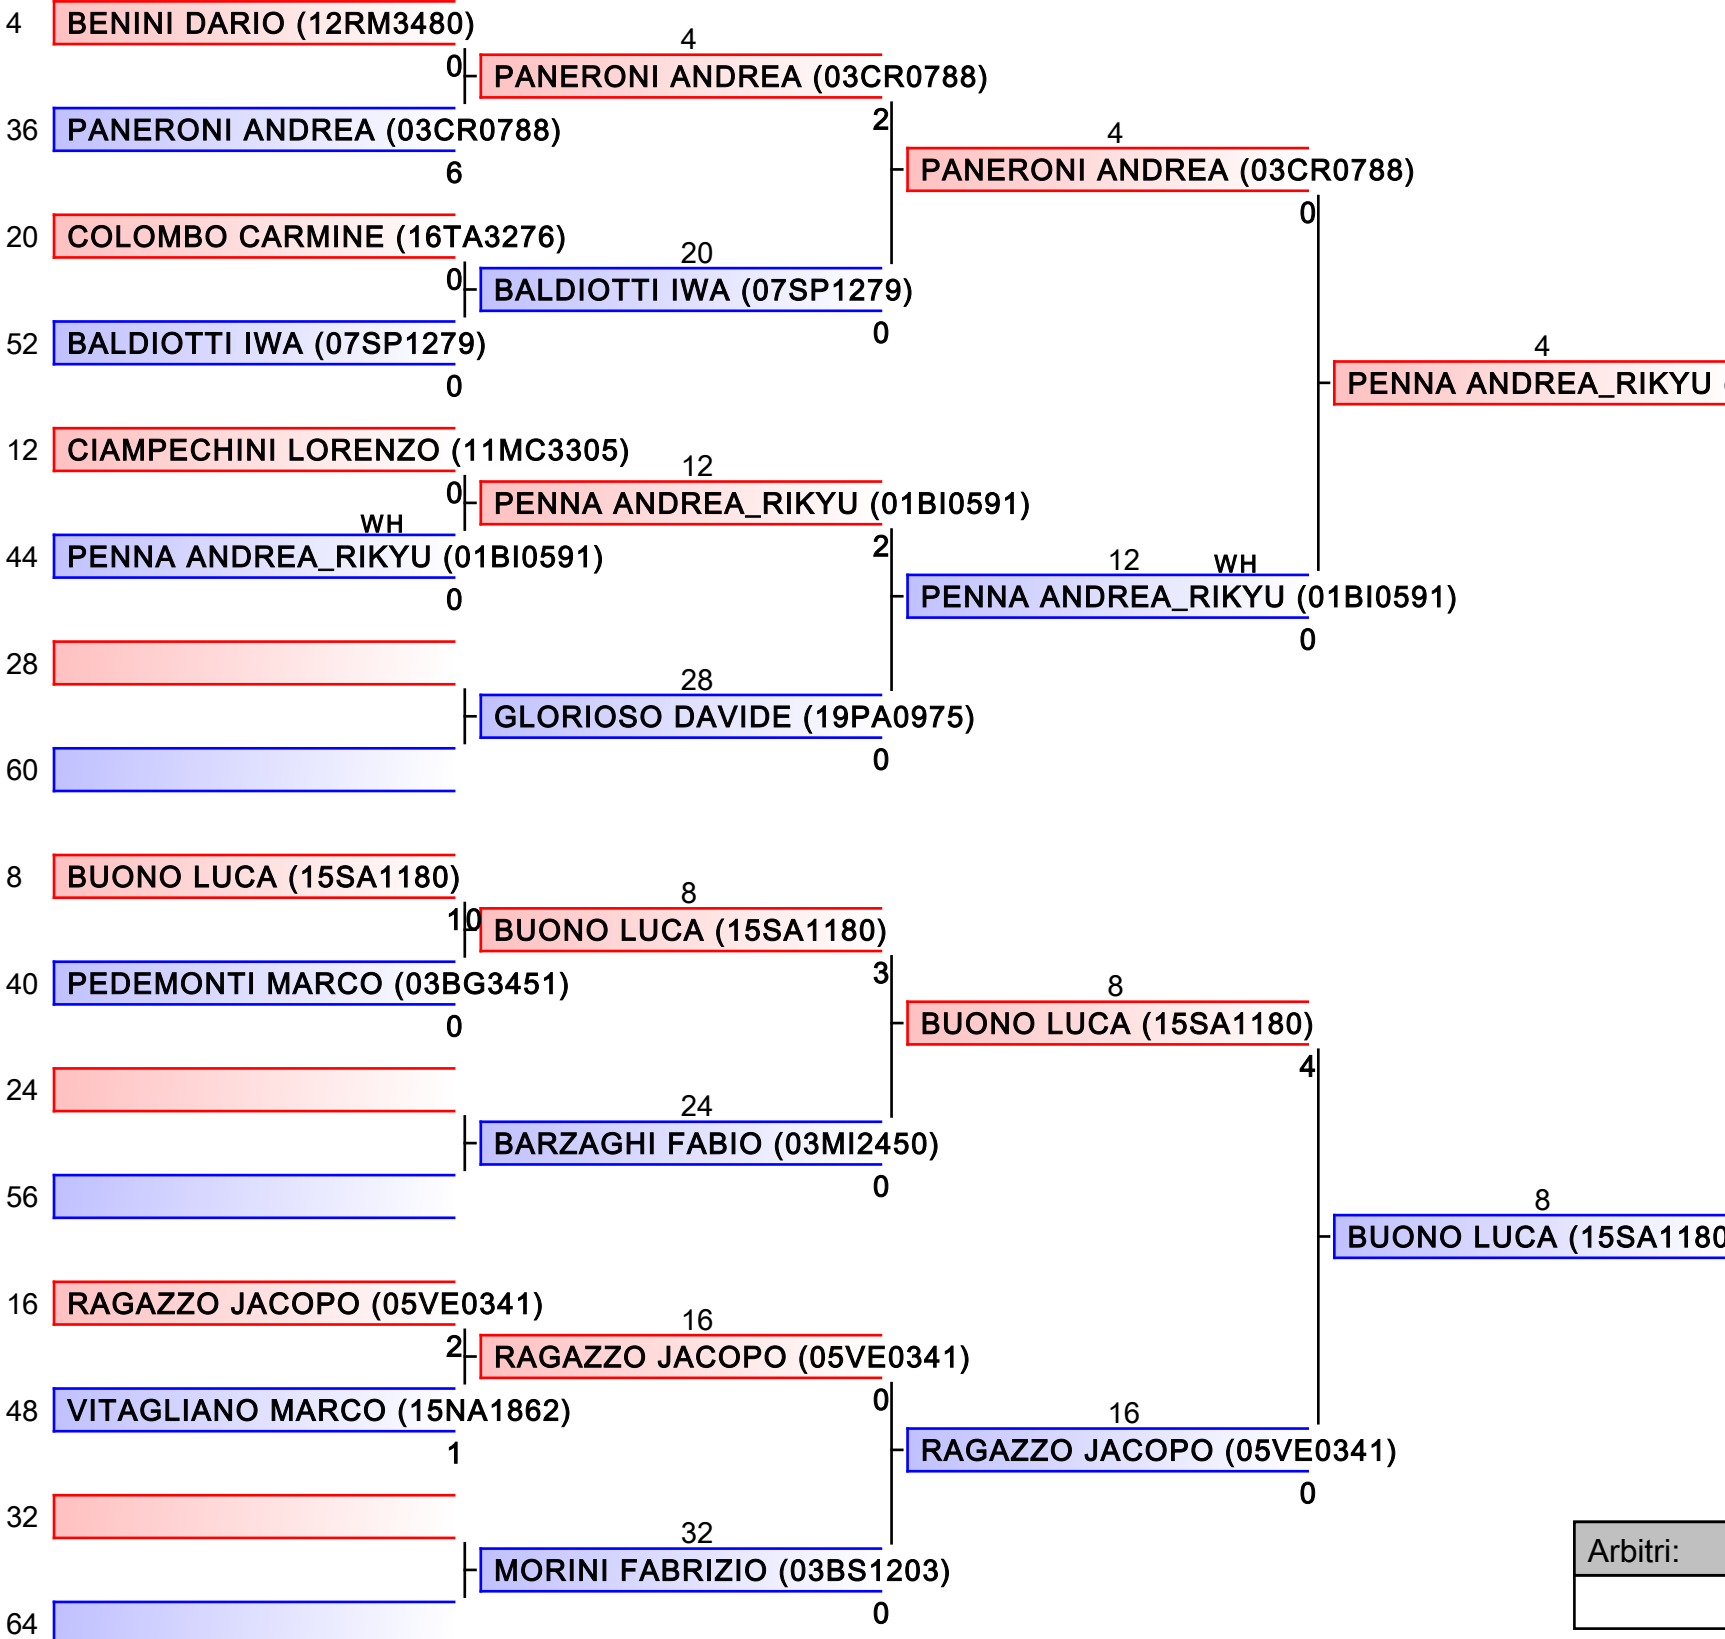 4 BENINI DARIO (12RM3480)
0
4
PANERONI ANDREA (03CR0788)
2
36 PANERONI ANDREA (03CR0788)
6
4
PANERONI ANDREA (03CR0788)
0
20 COLOMBO CARMINE (16TA3276)
0
20
BALDIOTTI IWA (07SP1279)
0
52 BALDIOTTI IWA (07SP1279)
0
4
PENNA ANDREA_RIKYU
12 CIAMPECHINI LORENZO (11MC3305)
0
12
PENNA ANDREA_RIKYU (01BI0591)
2
WH
44 PENNA ANDREA_RIKYU (01BI0591)
0
12 WH
PENNA ANDREA_RIKYU (01BI0591)
0
28
28
GLORIOSO DAVIDE (19PA0975)
0
60
8 BUONO LUCA (15SA1180)
10
8
BUONO LUCA (15SA1180)
3
40 PEDEMONTI MARCO (03BG3451)
0
8
BUONO LUCA (15SA1180)
4
24
24
BARZAGHI FABIO (03MI2450)
0
56
8
BUONO LUCA (15SA1180
16 RAGAZZO JACOPO (05VE0341)
2
16
RAGAZZO JACOPO (05VE0341)
0
48 VITAGLIANO MARCO (15NA1862)
1
16
RAGAZZO JACOPO (05VE0341)
0
32
32
MORINI FABRIZIO (03BS1203)
0
64
Arbitri: